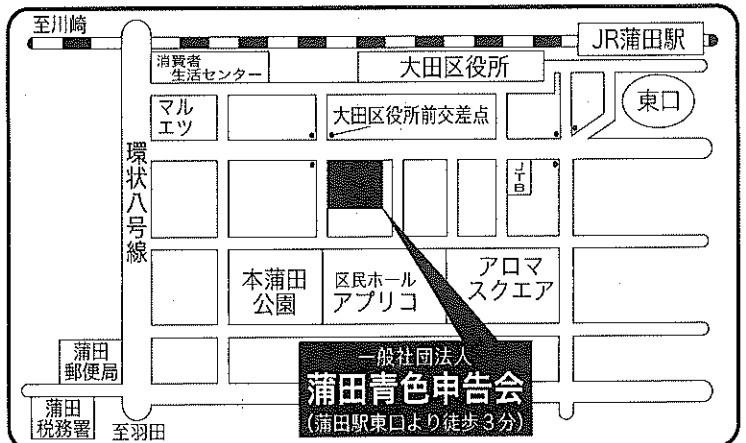 至川崎
JR蒲田駅
消費者
生活センター
大田区役所
東口
マル
エツ
大田区役所前交差点
環状八号線
JTB
本蒲田
公園
区民ホール
アプリコ
アロマ
スクエア
蒲田
郵便局
一般社団法人
蒲田青色申告会
(蒲田駅東口より徒歩3分)
蒲田
税務署
至羽田